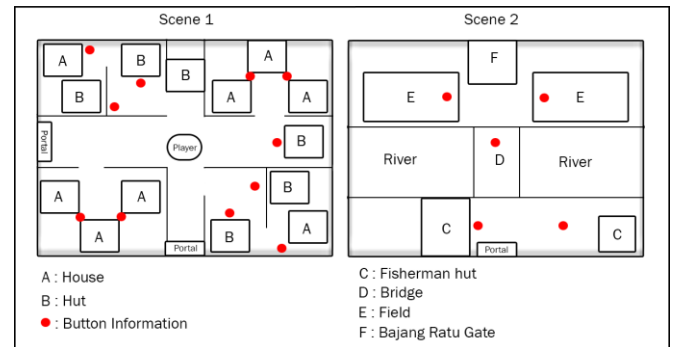 Scene 1
Scene 2
A
B
B
A
A
A
B
B
Portal
Player
A
A
A
B
B
A
Portal
F
E
E
River
D
River
C
C
Portal
A : House
B : Hut
: Button Information
C : Fisherman hut
D : Bridge
E : Field
F : Bajang Ratu Gate